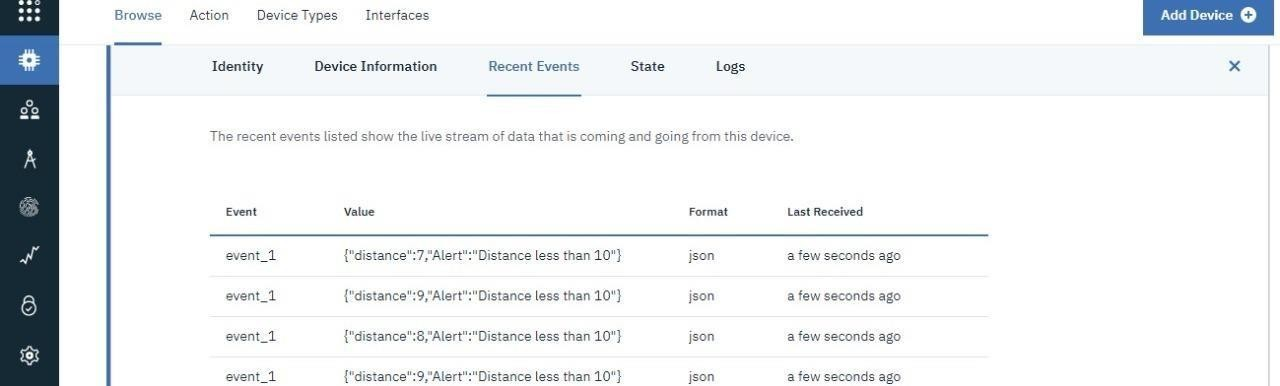 Browse Action Device Types Interfaces Add Device
Identity Device Information Recent Events State Logs
The recent events listed show the live stream of data that is coming and going from this device.
Event Value Format Last Received
event_1 {"distance":7,"Alert":"Distance less than 10"} json a few seconds ago
event_1 {"distance":9,"Alert":"Distance less than 10"} json a few seconds ago
event_1 {"distance":8,"Alert":"Distance less than 10"} json a few seconds ago
event_1 {"distance":9,"Alert":"Distance less than 10"} json a few seconds ago